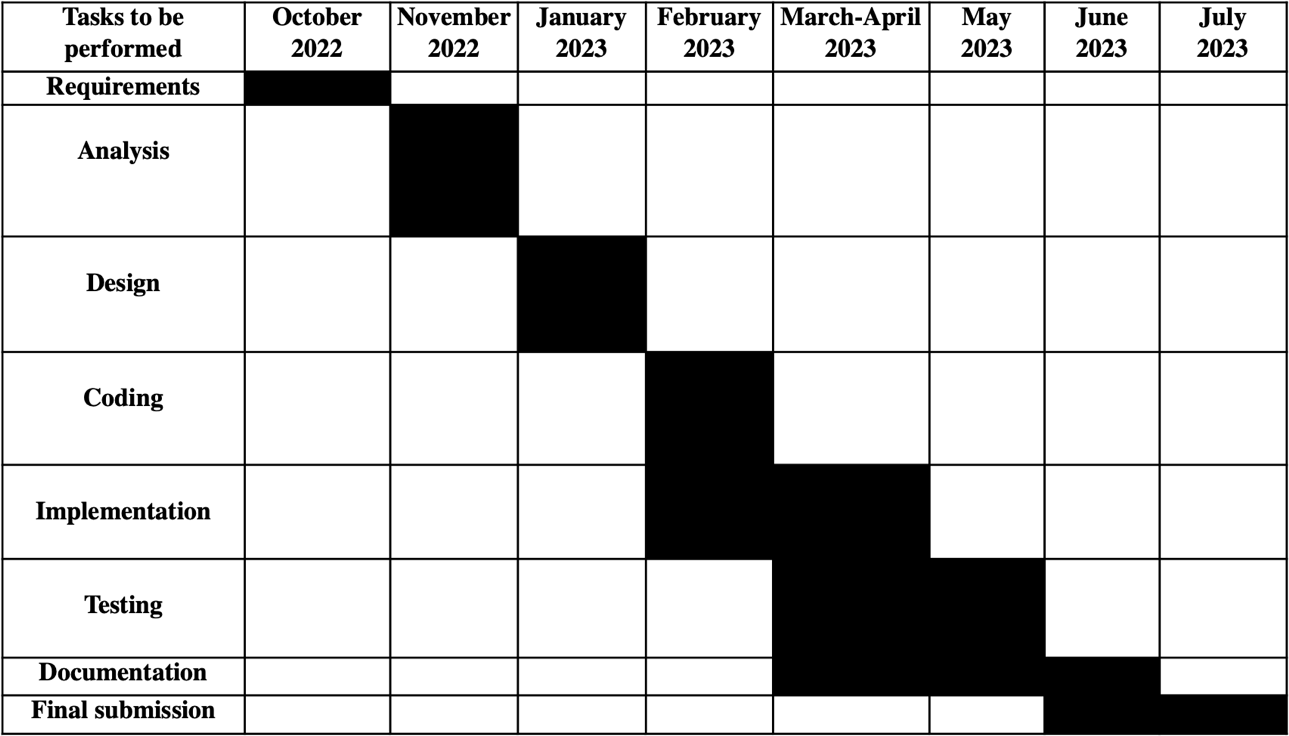 Tasks to be October November January February March-April May June July
performed 2022 2022 2023 2023 2023 2023 2023 2023
Requirements
Analysis
Design
Coding
Implementation
Testing
Documentation
Final submission